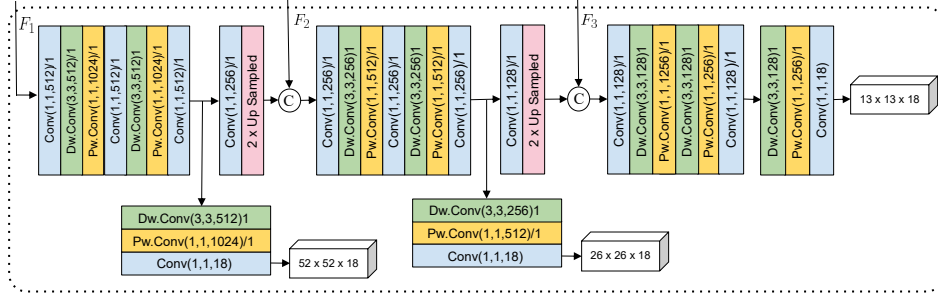 F1
Conv(1,1,512)/1
Dw.Conv(3,3,512)/1
Pw.Conv(1,1,1024)/1
Conv(1,1,512)/1
Dw.Conv(3,3,512)1
Pw.Conv(1,1,1024)/1
Conv(1,1,512)/1
Conv(1,1,256)/1
2 x Up Sampled
F2
C
Conv(1,1,256)/1
Dw.Conv(3,3,256)1
Pw.Conv(1,1,512)/1
Conv(1,1,256)/1
Dw.Conv(3,3,256)1
Pw.Conv(1,1,512)/1
Conv(1,1,256)/1
Conv(1,1,128)/1
2 x Up Sampled
F3
C
Conv(1,1,128)/1
Dw.Conv(3,3,128)1
Pw.Conv(1,1,1256)/1
Dw.Conv(3,3,128)1
Pw.Conv(1,1,256)/1
Conv(1,1,128)/1
Dw.Conv(3,3,128)1
Pw.Conv(1,1,256)/1
Conv(1,1,18)
13 x 13 x 18
Dw.Conv(3,3,512)1
Pw.Conv(1,1,1024)/1
Conv(1,1,18)
52 x 52 x 18
Dw.Conv(3,3,256)1
Pw.Conv(1,1,512)/1
Conv(1,1,18)
26 x 26 x 18